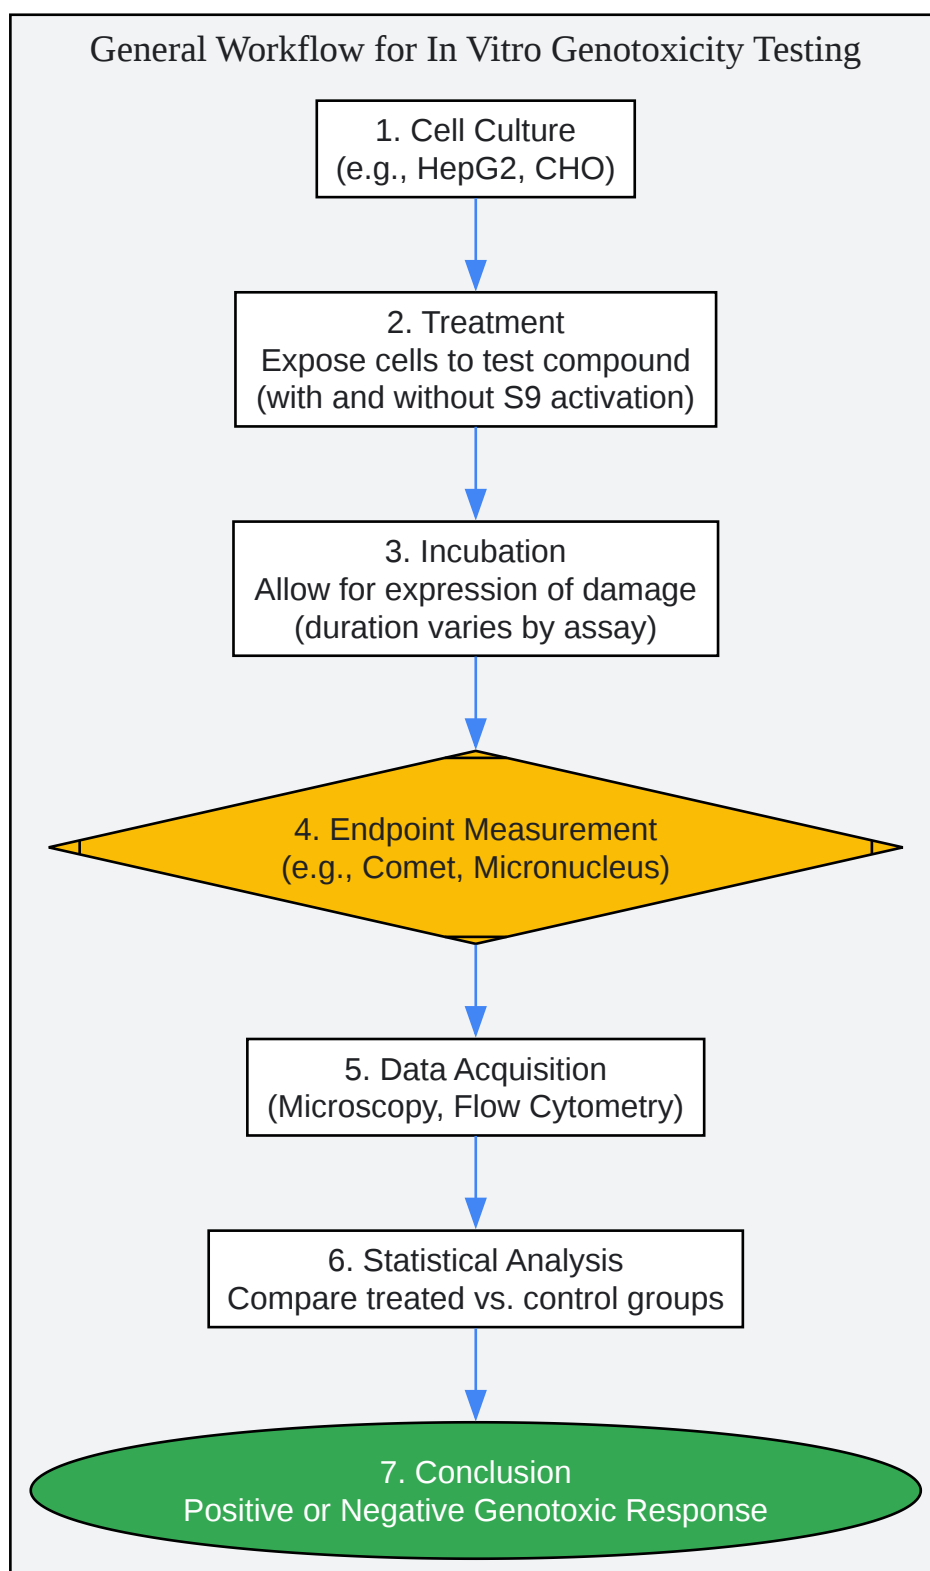 General Workflow for In Vitro Genotoxicity Testing
1. Cell Culture
(e.g., HepG2, CHO)
2. Treatment
Expose cells to test compound
(with and without S9 activation)
3. Incubation
Allow for expression of damage
(duration varies by assay)
4. Endpoint Measurement
(e.g., Comet, Micronucleus)
5. Data Acquisition
(Microscopy, Flow Cytometry)
6. Statistical Analysis
Compare treated vs. control groups
7. Conclusion
Positive or Negative Genotoxic Response